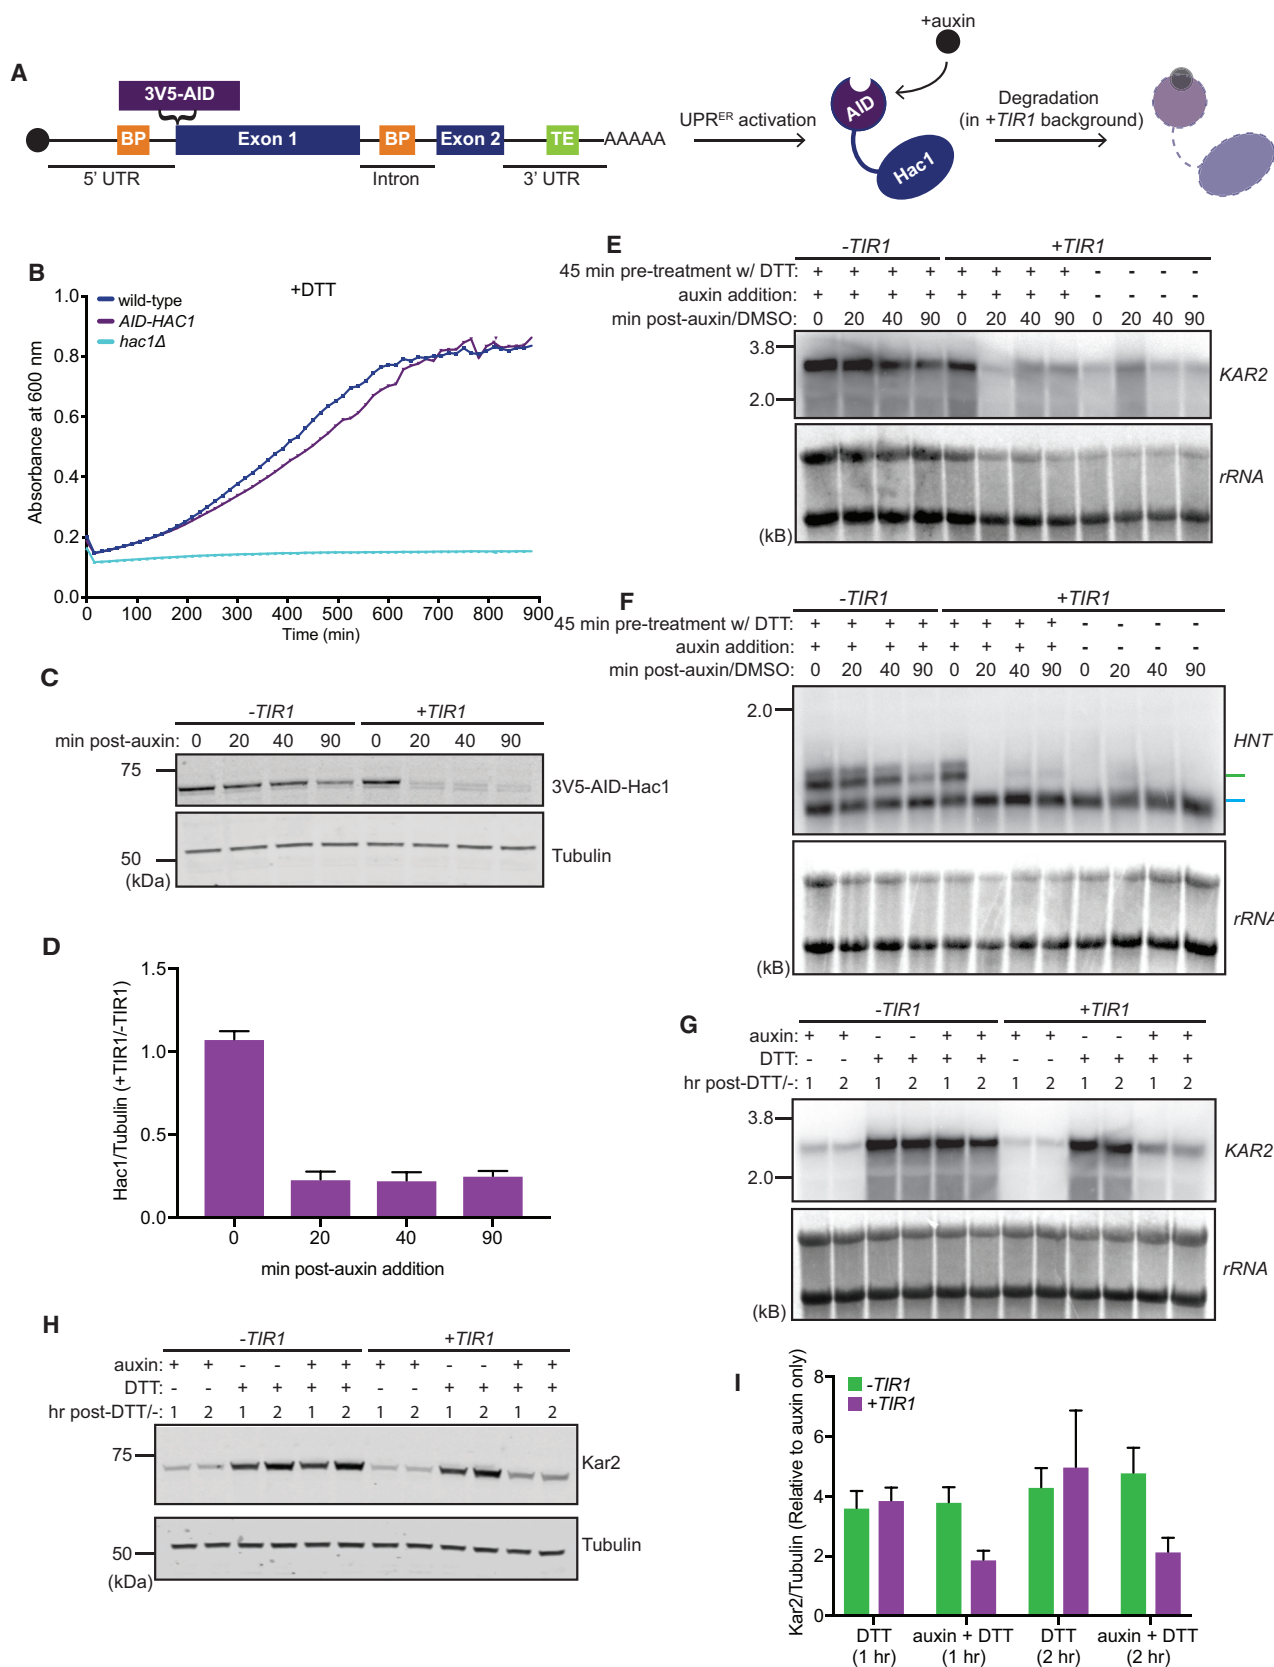 A
3V5-AID
BP
Exon 1
BP
Exon 2
TE
AAAAA
5' UTR
Intron
3' UTR
UPRᴱᴿ activation
+auxin
AID
Hac1
Degradation
(in +TIR1 background)
B
+DTT
wild-type
AID-HAC1
hac1Δ
Absorbance at 600 nm
1.0
0.8
0.6
0.4
0.2
0.0
0 100 200 300 400 500 600 700 800 900
Time (min)
C
-TIR1 +TIR1
min post-auxin: 0 20 40 90 0 20 40 90
75
3V5-AID-Hac1
50
Tubulin
(kDa)
D
Hac1/Tubulin (+TIR1/-TIR1)
1.5
1.0
0.5
0.0
0 20 40 90
min post-auxin addition
E
-TIR1 +TIR1
45 min pre-treatment w/ DTT: + + + + + + + + - - - -
auxin addition: + + + + + + + + - - - -
min post-auxin/DMSO: 0 20 40 90 0 20 40 90 0 20 40 90
3.8
KAR2
2.0
rRNA
(kB)
F
-TIR1 +TIR1
45 min pre-treatment w/ DTT: + + + + + + + + - - - -
auxin addition: + + + + + + + + - - - -
min post-auxin/DMSO: 0 20 40 90 0 20 40 90 0 20 40 90
2.0
HNT
rRNA
(kB)
G
-TIR1 +TIR1
auxin: + + - - + + + + - - + +
DTT: - - + + + + - - + + + +
hr post-DTT/-: 1 2 1 2 1 2 1 2 1 2 1 2
3.8
KAR2
2.0
rRNA
(kB)
H
-TIR1 +TIR1
auxin: + + - - + + + + - - + +
DTT: - - + + + + - - + + + +
hr post-DTT/-: 1 2 1 2 1 2 1 2 1 2 1 2
75
Kar2
50
Tubulin
(kDa)
I
-TIR1
+TIR1
Kar2/Tubulin (Relative to auxin only)
8
6
4
2
0
DTT auxin + DTT DTT auxin + DTT
(1 hr) (1 hr) (2 hr) (2 hr)